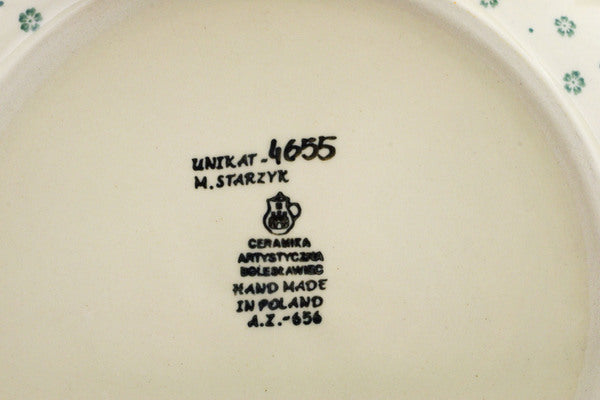 UNIKAT-4655
M. STARZYK
CERAMIKA
ARTYSTYCZNA
BOLESŁAWIEC
HAND MADE
IN POLAND
A.Z.-656